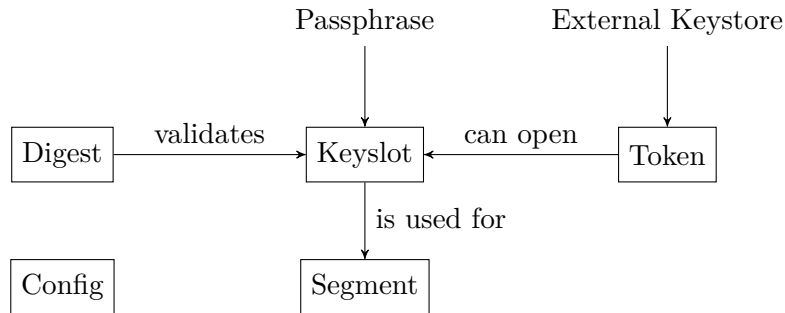 Passphrase
External Keystore
Digest
validates
Keyslot
can open
Token
is used for
Config
Segment